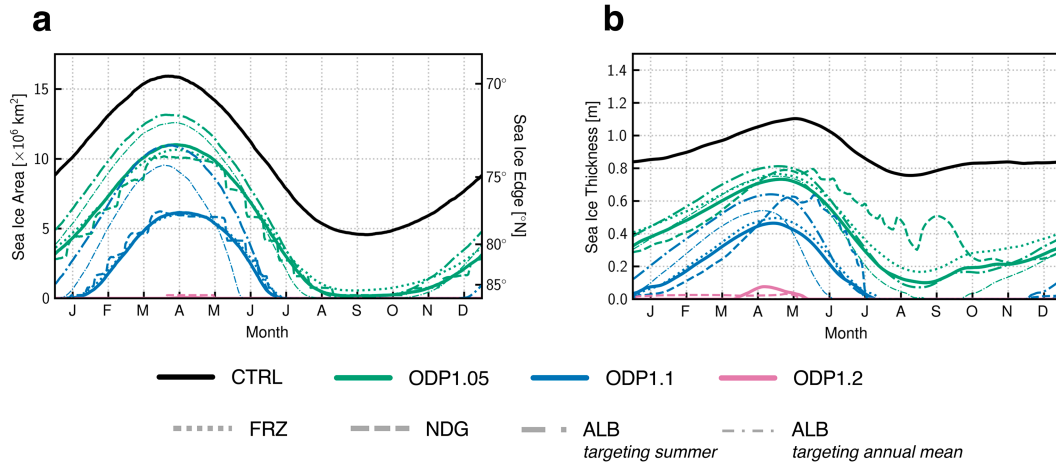 a
b
Sea Ice Area [×10⁶ km²]
15
10
5
0
70°
75°
80°
85°
Sea Ice Edge [°N]
J F M A M J J A S O N D
Month
Sea Ice Thickness [m]
1.4
1.2
1.0
0.8
0.6
0.4
0.2
0.0
J F M A M J J A S O N D
Month
CTRL ODP1.05 ODP1.1 ODP1.2
FRZ NDG ALB ALB
targeting summer targeting annual mean